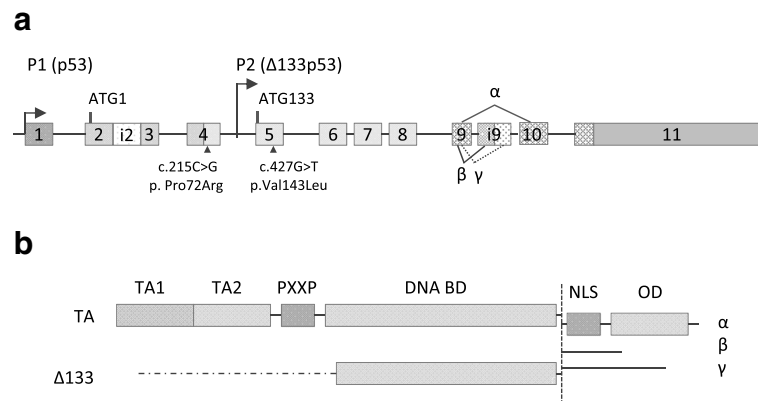 a
P1 (p53)
P2 (Δ133p53)
ATG1
ATG133
α
1 2 i2 3 4 5 6 7 8 9 i9 10 11
c.215C>G
p. Pro72Arg
c.427G>T
p.Val143Leu
β γ
b
TA1 TA2 PXXP DNA BD NLS OD
TA
α
β
γ
Δ133